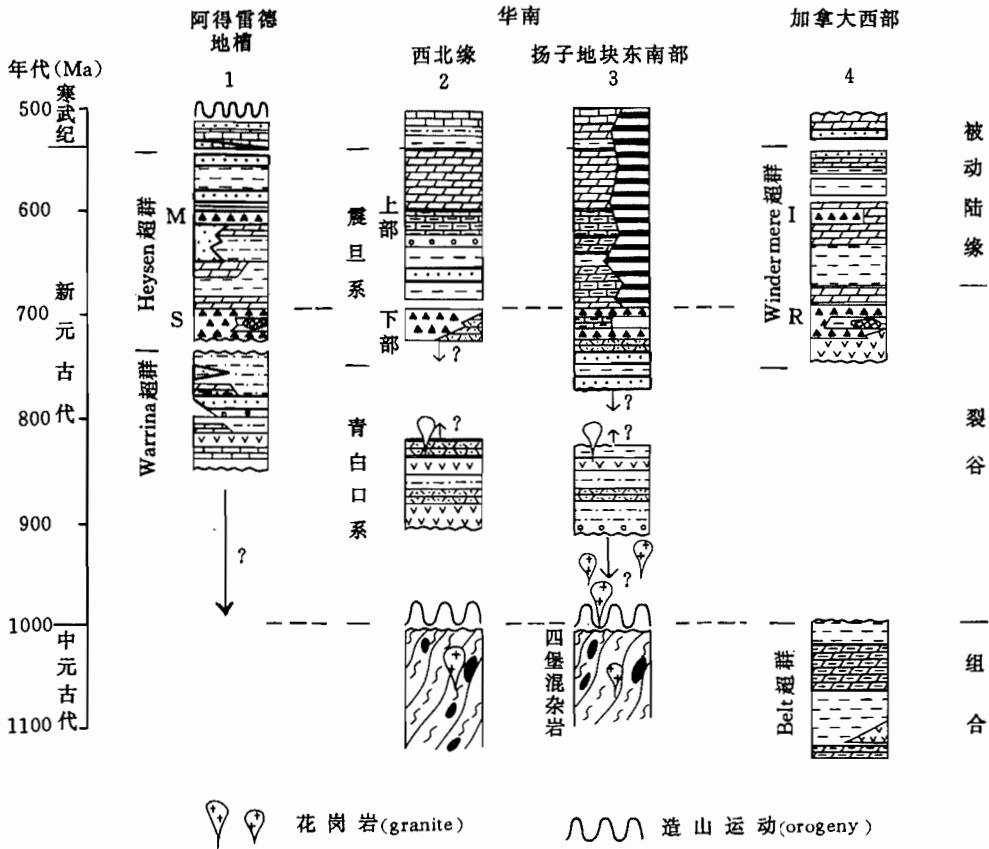 阿得雷德
地槽
1
华南
西北缘
2
扬子地块东南部
3
加拿大西部
4
年代(Ma)
500
600
700
800
900
1000
1100
寒武纪
新元古代
中元古代
Heysen超群
Warrina超群
M
S
震旦系
上部
下部
青白口系
四堡混杂岩
Windermere超群
Belt超群
I
R
被动陆缘
裂谷
组合
?
?
?
?
?
?
花岗岩(granite)
造山运动(orogeny)